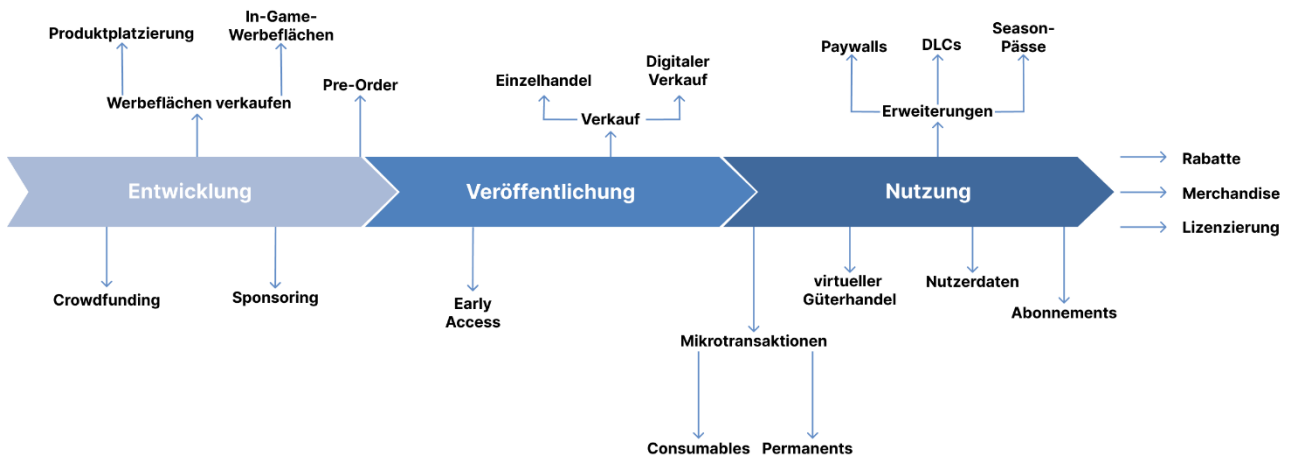 Produktplatzierung
In-Game-
Werbeflächen
Werbeflächen verkaufen
Pre-Order
Einzelhandel
Digitaler
Verkauf
Verkauf
Paywalls
DLCs
Season-
Pässe
Erweiterungen
Entwicklung
Veröffentlichung
Nutzung
Rabatte
Merchandise
Lizenzierung
Crowdfunding
Sponsoring
Early
Access
virtueller
Güterhandel
Nutzerdaten
Abonnements
Mikrotransaktionen
Consumables
Permanents